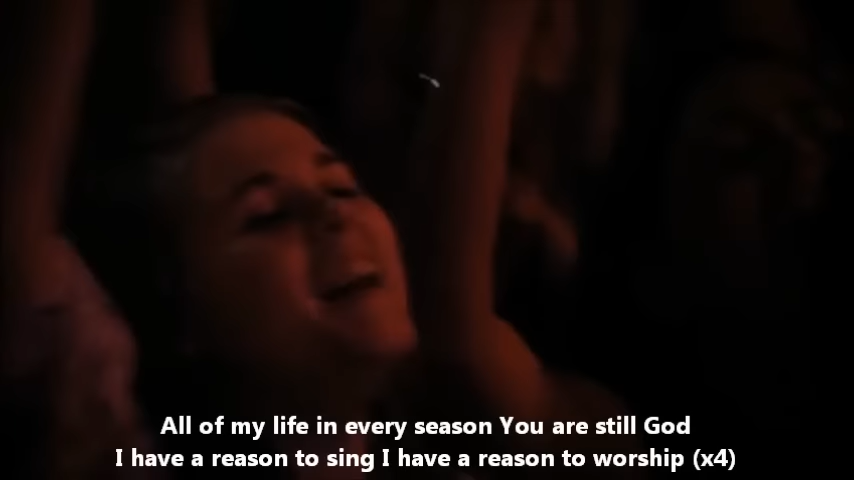 All of my life in every season You are still God
I have a reason to sing I have a reason to worship (x4)